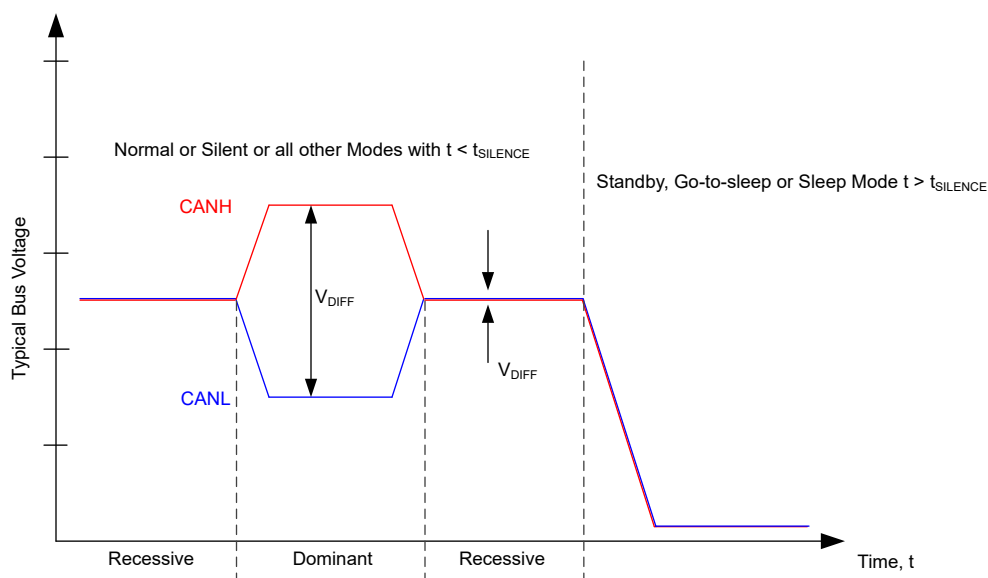 Normal or Silent or all other Modes with t < tSILENCE
Standby, Go-to-sleep or Sleep Mode t > tSILENCE
CANH
Typical Bus Voltage
VDIFF
VDIFF
CANL
Recessive
Dominant
Recessive
Time, t